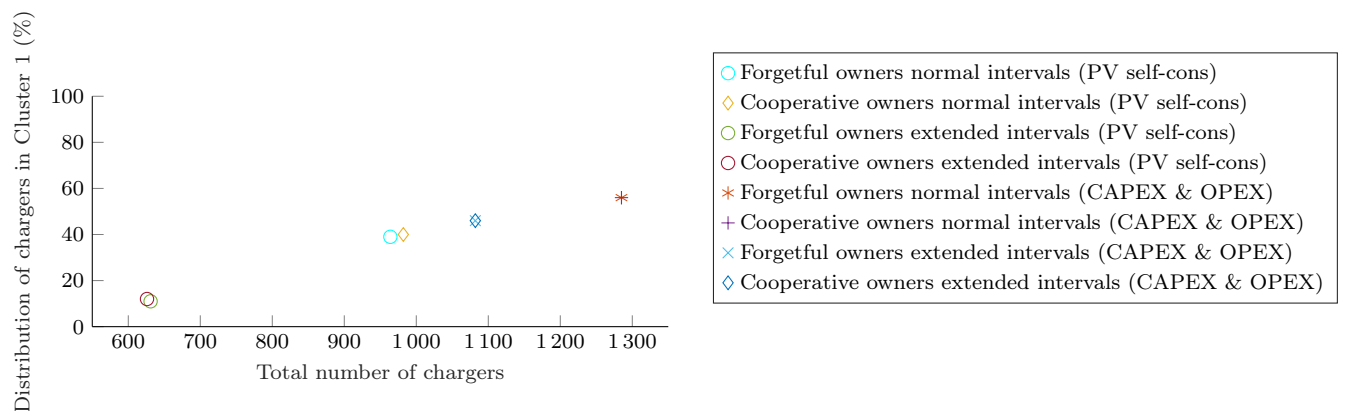 Distribution of chargers in Cluster 1 (%)
100
80
60
40
20
0
600 700 800 900 1 000 1 100 1 200 1 300
Total number of chargers
Forgetful owners normal intervals (PV self-cons)
Cooperative owners normal intervals (PV self-cons)
Forgetful owners extended intervals (PV self-cons)
Cooperative owners extended intervals (PV self-cons)
Forgetful owners normal intervals (CAPEX & OPEX)
Cooperative owners normal intervals (CAPEX & OPEX)
Forgetful owners extended intervals (CAPEX & OPEX)
Cooperative owners extended intervals (CAPEX & OPEX)